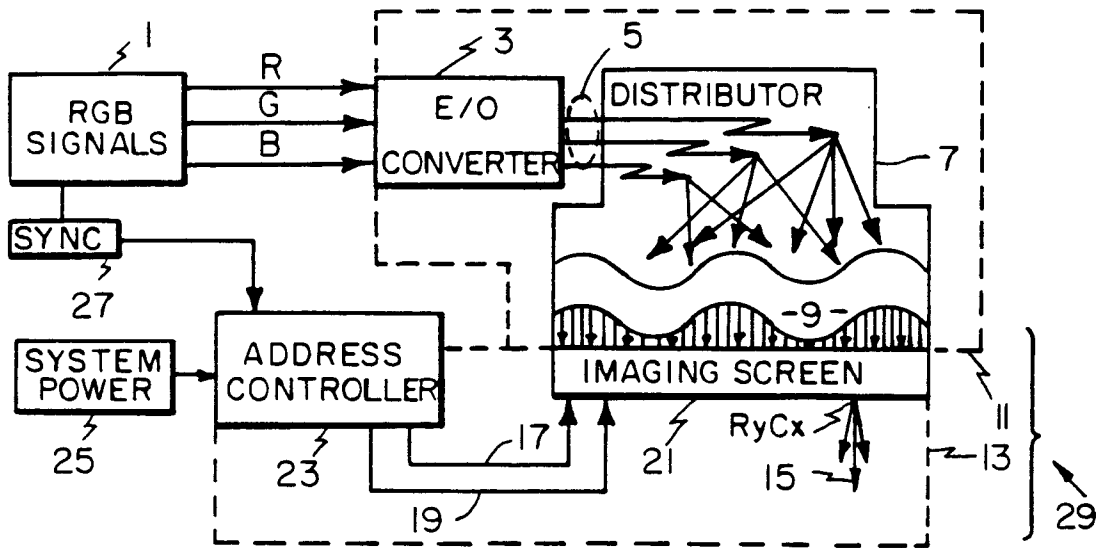 1
3
5
RGB
SIGNALS
R
G
B
E/O
CONVERTER
DISTRIBUTOR
7
SYNC
27
-9-
SYSTEM
POWER
25
ADDRESS
CONTROLLER
23
IMAGING SCREEN
21
RyCx
15
11
13
17
19
29